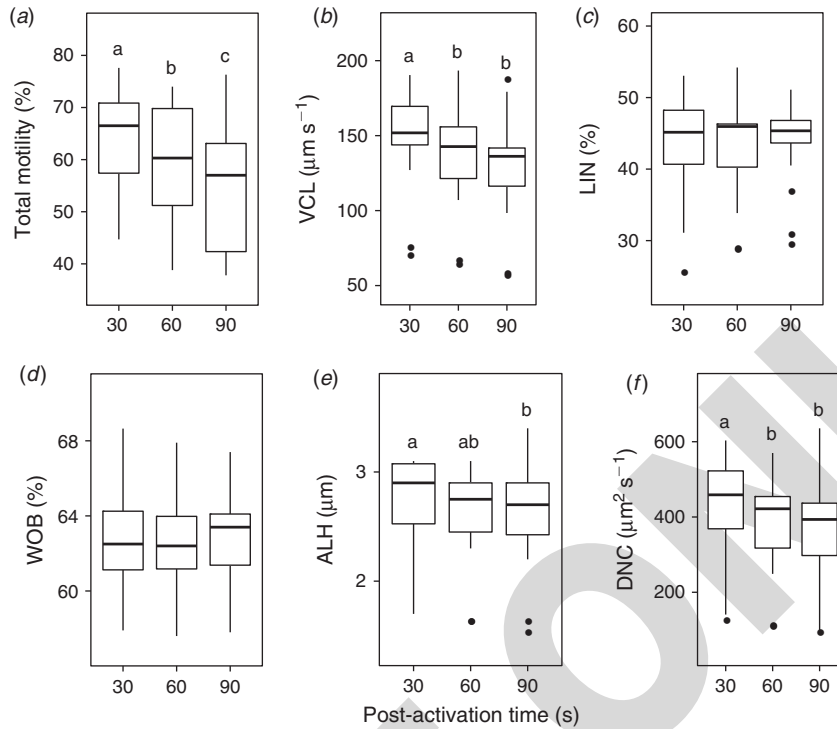 (a)
Total motility (%)
80
70
60
50
40
a
b
c
30
60
90
(b)
VCL (μm s−1)
200
150
100
50
a
b
b
30
60
90
(c)
LIN (%)
60
50
40
30
30
60
90
(d)
WOB (%)
68
64
60
30
60
90
(e)
ALH (μm)
3
2
a
ab
b
30
60
90
(f)
DNC (μm2 s−1)
600
400
200
a
b
b
30
60
90
Post-activation time (s)